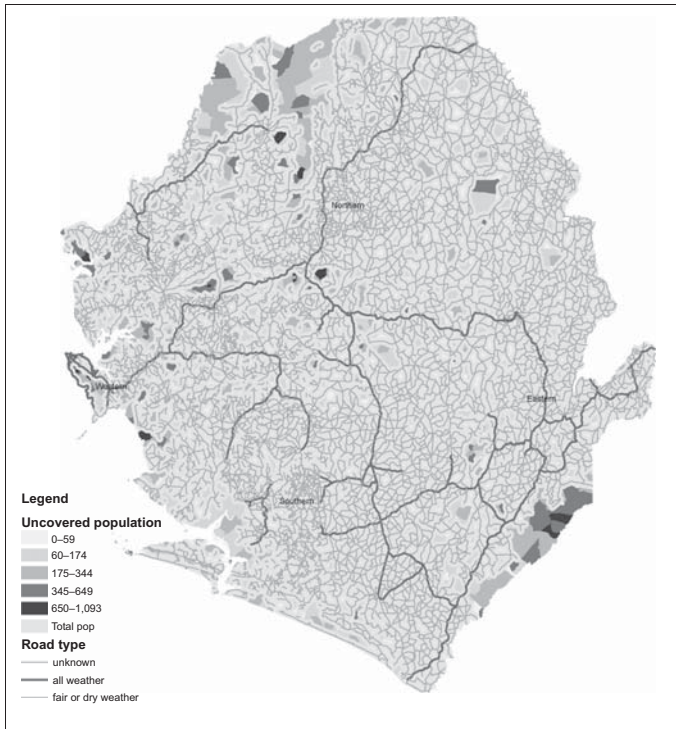 Northern
Western
Eastern
Southern
Legend
Uncovered population
0–59
60–174
175–344
345–649
650–1,093
Total pop
Road type
unknown
all weather
fair or dry weather